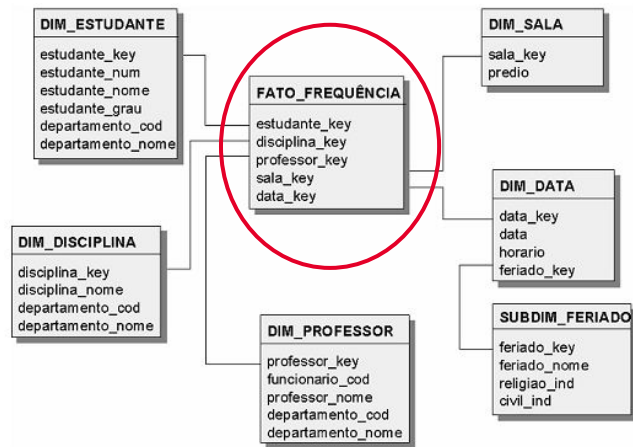 DIM_ESTUDANTE
estudante_key
estudante_num
estudante_nome
estudante_grau
departamento_cod
departamento_nome
FATO_FREQUÊNCIA
estudante_key
disciplina_key
professor_key
sala_key
data_key
DIM_SALA
sala_key
predio
DIM_DATA
data_key
data
horario
feriado_key
DIM_DISCIPLINA
disciplina_key
disciplina_nome
departamento_cod
departamento_nome
DIM_PROFESSOR
professor_key
funcionario_cod
professor_nome
departamento_cod
departamento_nome
SUBDIM_FERIADO
feriado_key
feriado_nome
religiao_ind
civil_ind